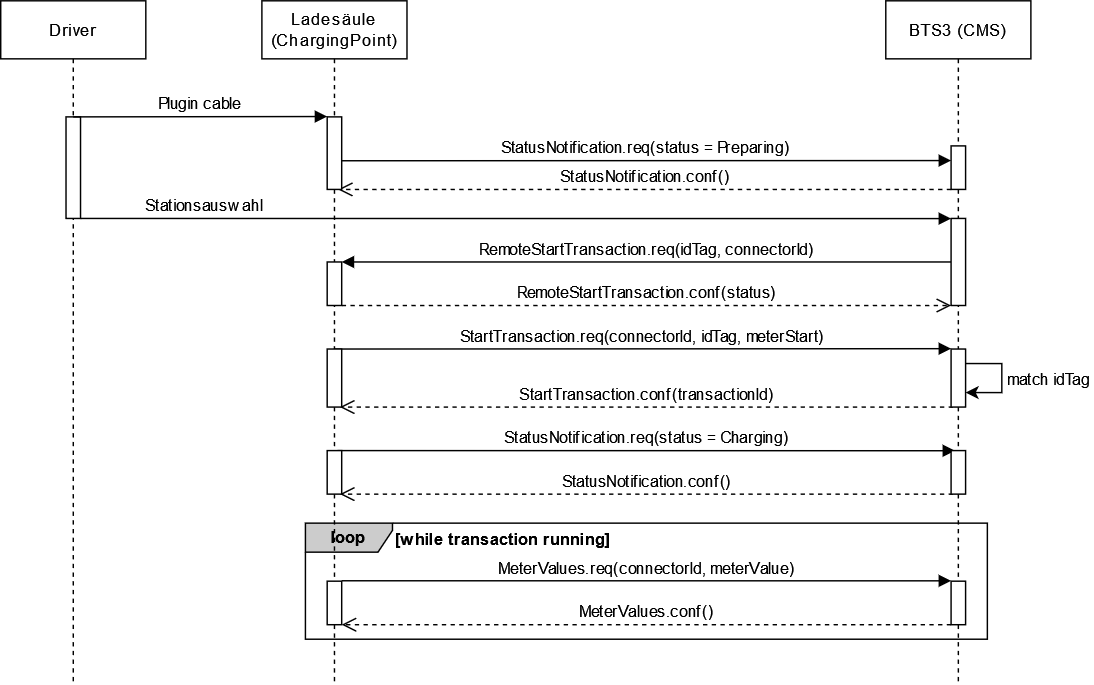 Driver
Ladesäule
(ChargingPoint)
BTS3 (CMS)
Plugin cable
StatusNotification.req(status = Preparing)
StatusNotification.conf()
Stationsauswahl
RemoteStartTransaction.req(idTag, connectorId)
RemoteStartTransaction.conf(status)
StartTransaction.req(connectorId, idTag, meterStart)
match idTag
StartTransaction.conf(transactionId)
StatusNotification.req(status = Charging)
StatusNotification.conf()
loop
[while transaction running]
MeterValues.req(connectorId, meterValue)
MeterValues.conf()